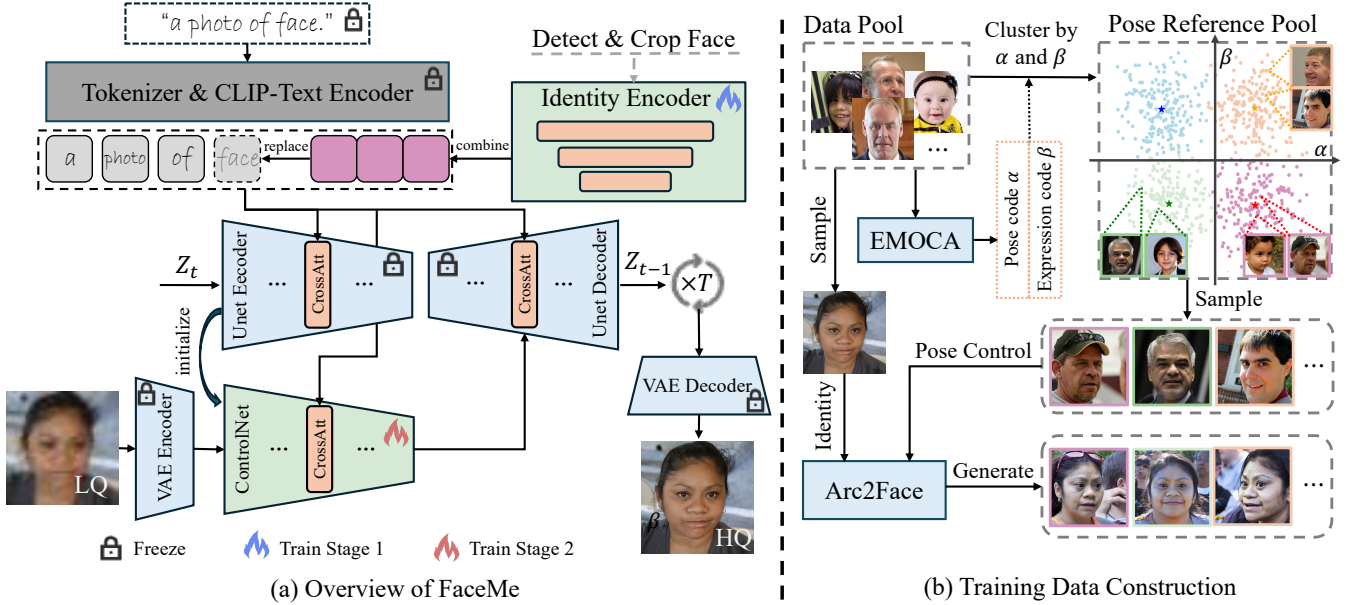 "a photo of face."
Detect & Crop Face
Tokenizer & CLIP-Text Encoder
Identity Encoder
a
photo
of
face
replace
combine
Z_t
Unet Eecoder
...
CrossAtt
...
...
CrossAtt
...
Unet Decoder
Z_{t-1}
×T
initialize
VAE Decoder
LQ
VAE Encoder
ControlNet
...
CrossAtt
...
β
HQ
Freeze
Train Stage 1
Train Stage 2
(a) Overview of FaceMe
Data Pool
Cluster by
α and β
Pose Reference Pool
β
α
...
Sample
EMOCA
Pose code α
Expression code β
Sample
Pose Control
...
Identity
Arc2Face
Generate
...
(b) Training Data Construction